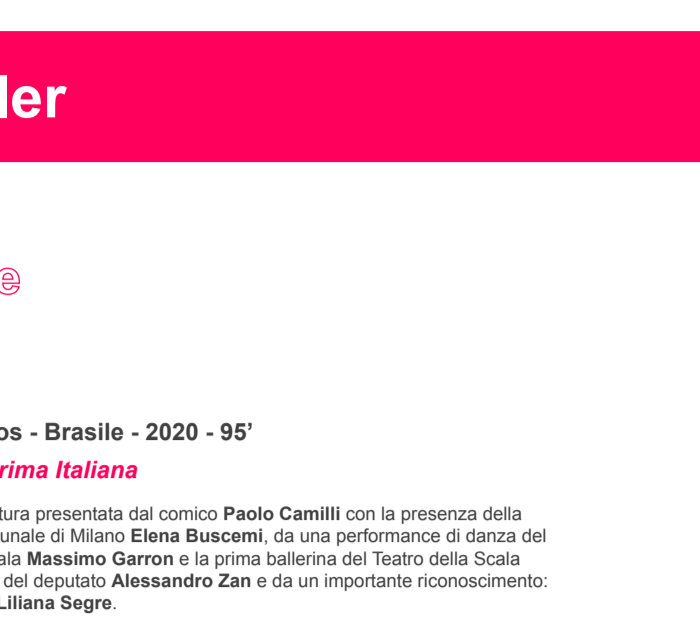 ler
e
os - Brasile - 2020 - 95’
rima Italiana
tura presentata dal comico Paolo Camilli con la presenza della
unale di Milano Elena Buscemi, da una performance di danza del
ala Massimo Garron e la prima ballerina del Teatro della Scala
del deputato Alessandro Zan e da un importante riconoscimento:
Liliana Segre.